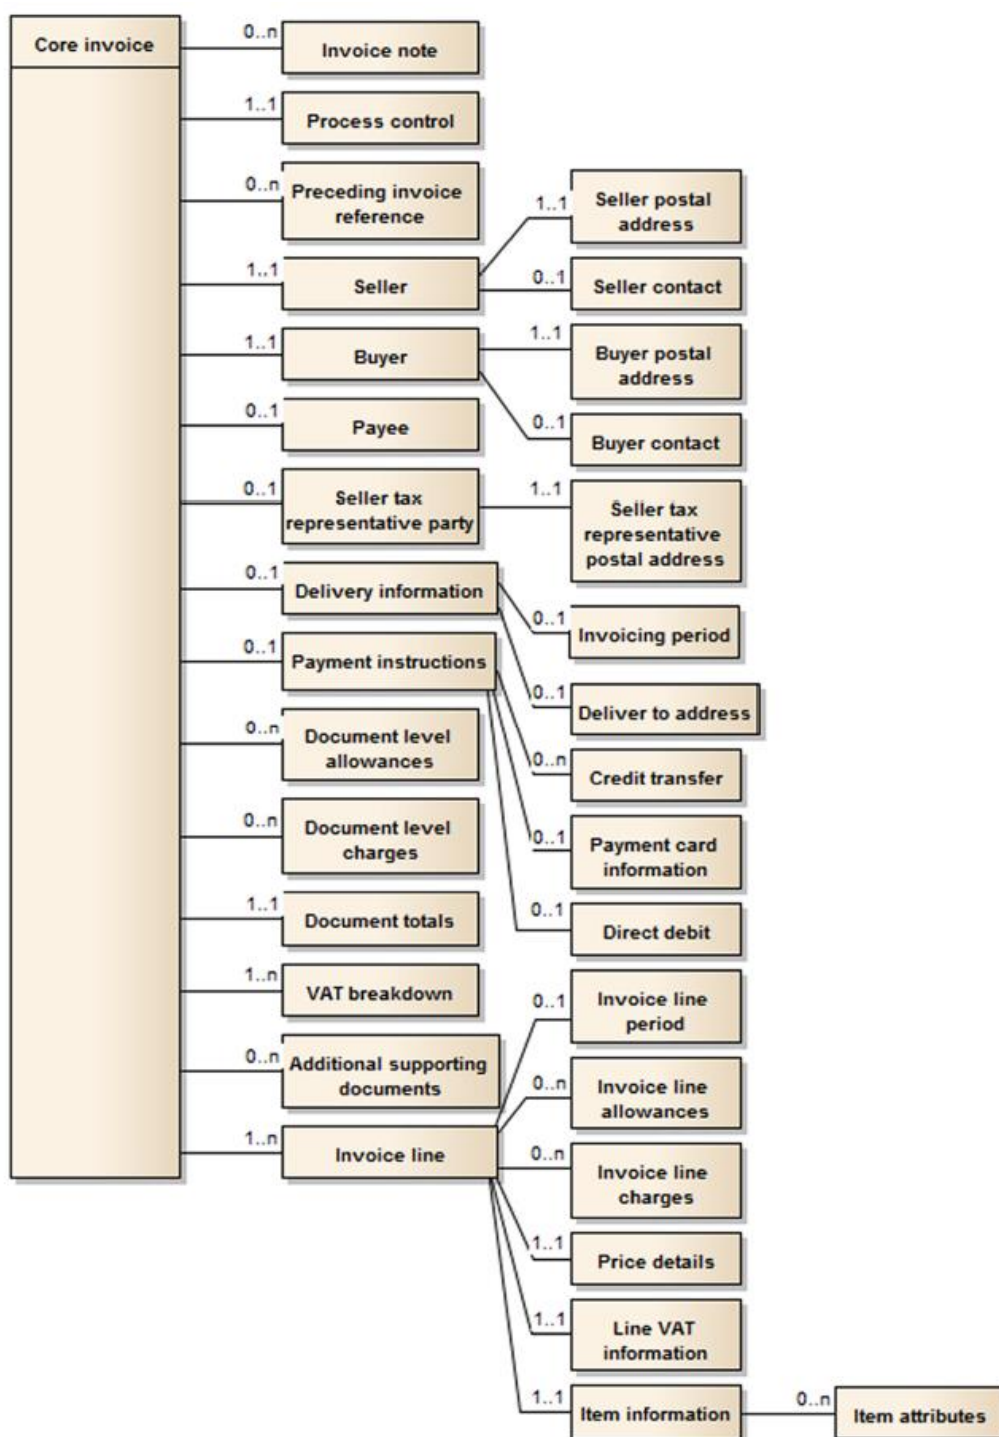 Core invoice
0..n
Invoice note
1..1
Process control
0..n
Preceding invoice
reference
1..1
Seller
1..1
Seller postal
address
0..1
Seller contact
1..1
Buyer
1..1
Buyer postal
address
0..1
Buyer contact
0..1
Payee
0..1
Seller tax
representative party
1..1
Seller tax
representative
postal address
0..1
Delivery information
0..1
Invoicing period
0..1
Deliver to address
0..1
Payment instructions
0..n
Credit transfer
0..1
Payment card
information
0..1
Direct debit
0..n
Document level
allowances
0..n
Document level
charges
1..1
Document totals
1..n
VAT breakdown
0..n
Additional supporting
documents
1..n
Invoice line
0..1
Invoice line
period
0..n
Invoice line
allowances
0..n
Invoice line
charges
1..1
Price details
1..1
Line VAT
information
1..1
Item information
0..n
Item attributes